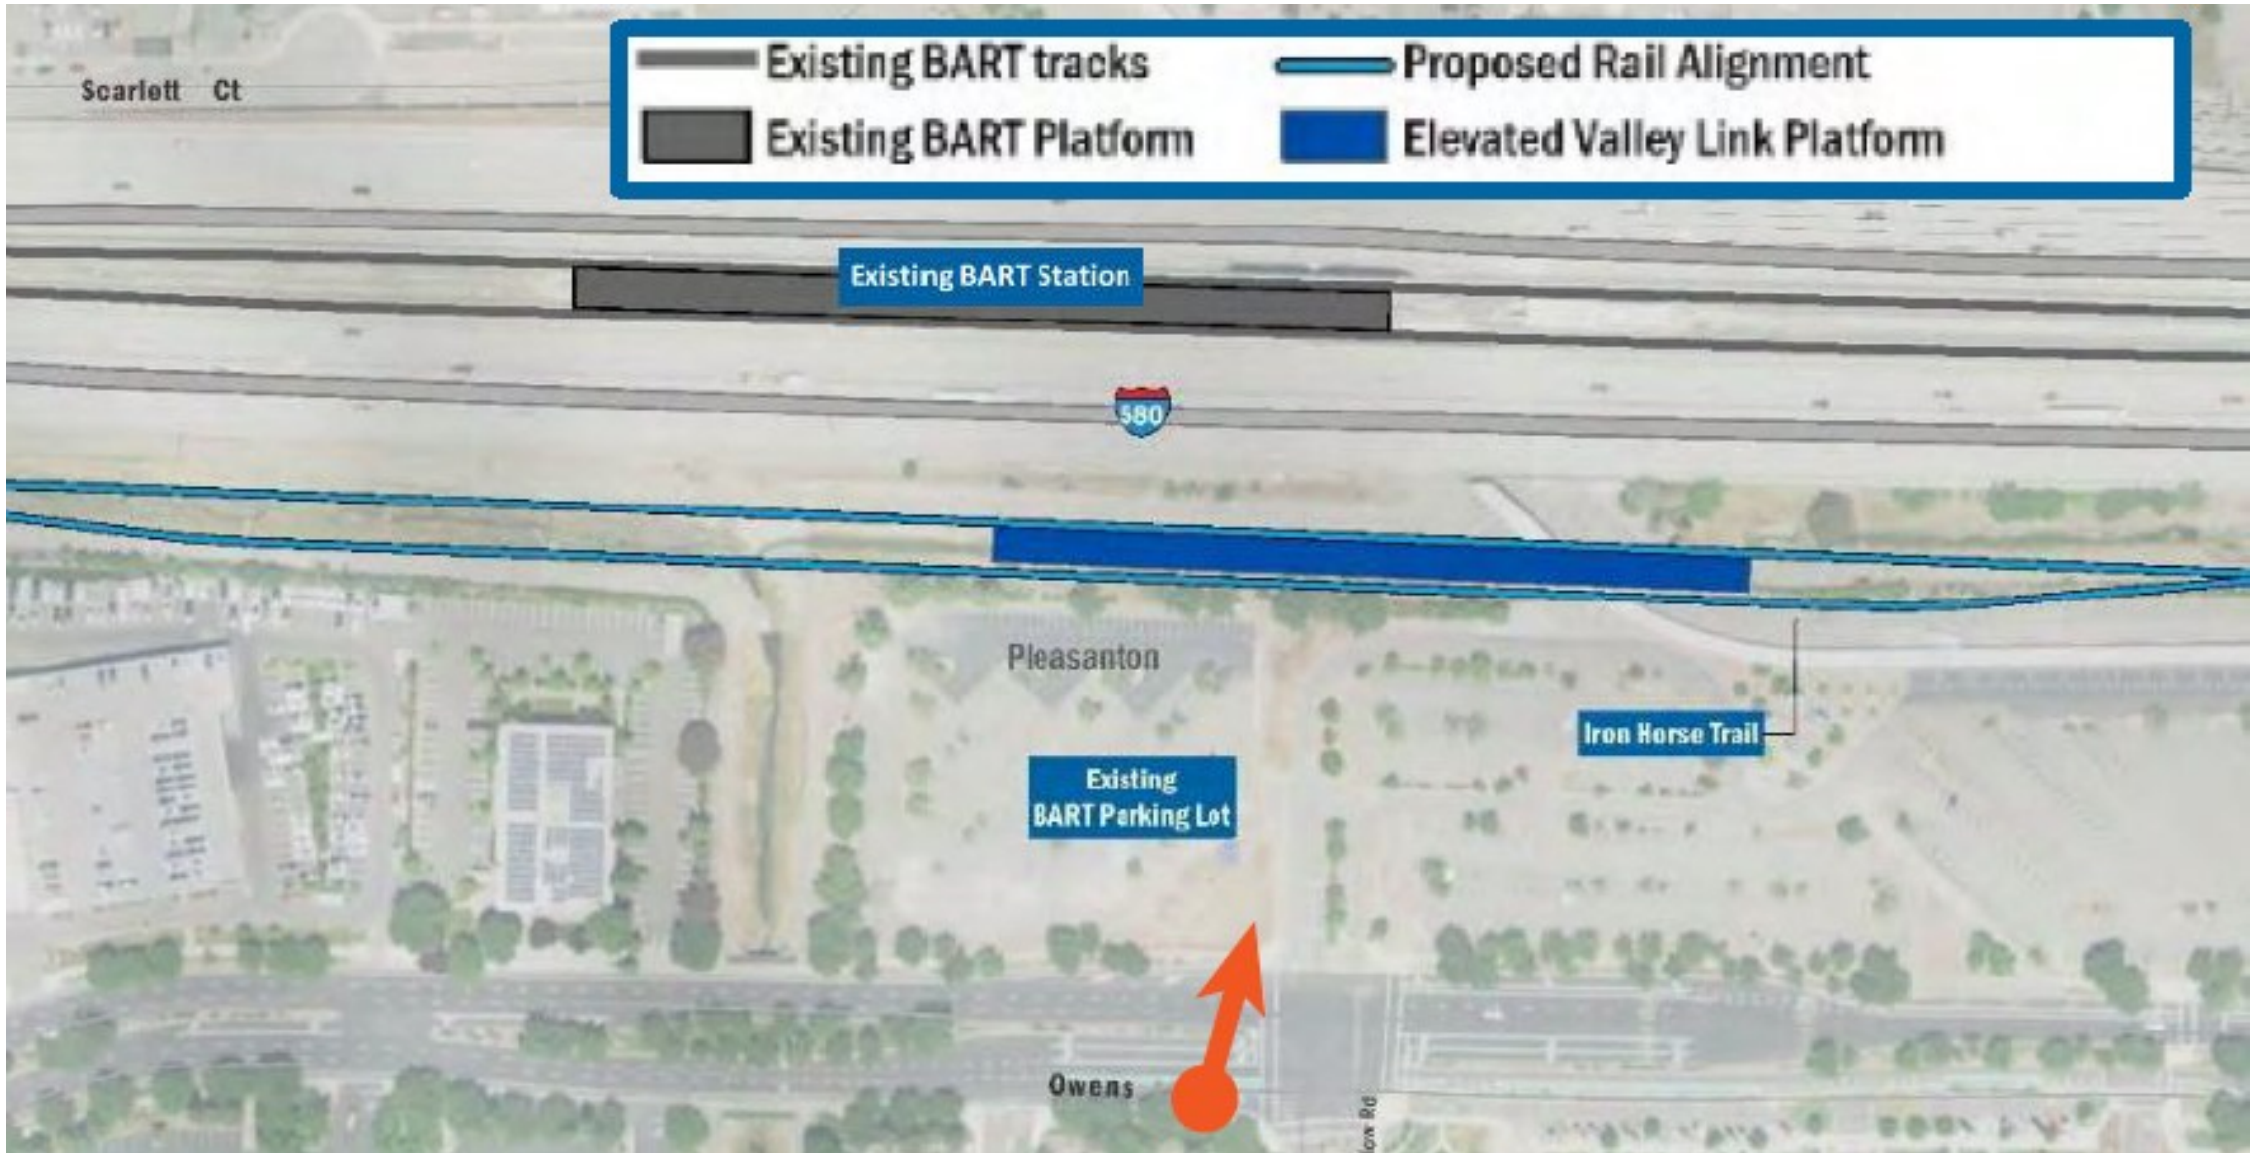 Scarlett Ct
Existing BART tracks
Proposed Rail Alignment
Existing BART Platform
Elevated Valley Link Platform
Existing BART Station
580
Pleasanton
Iron Horse Trail
Existing
BART Parking Lot
Owens
Rd